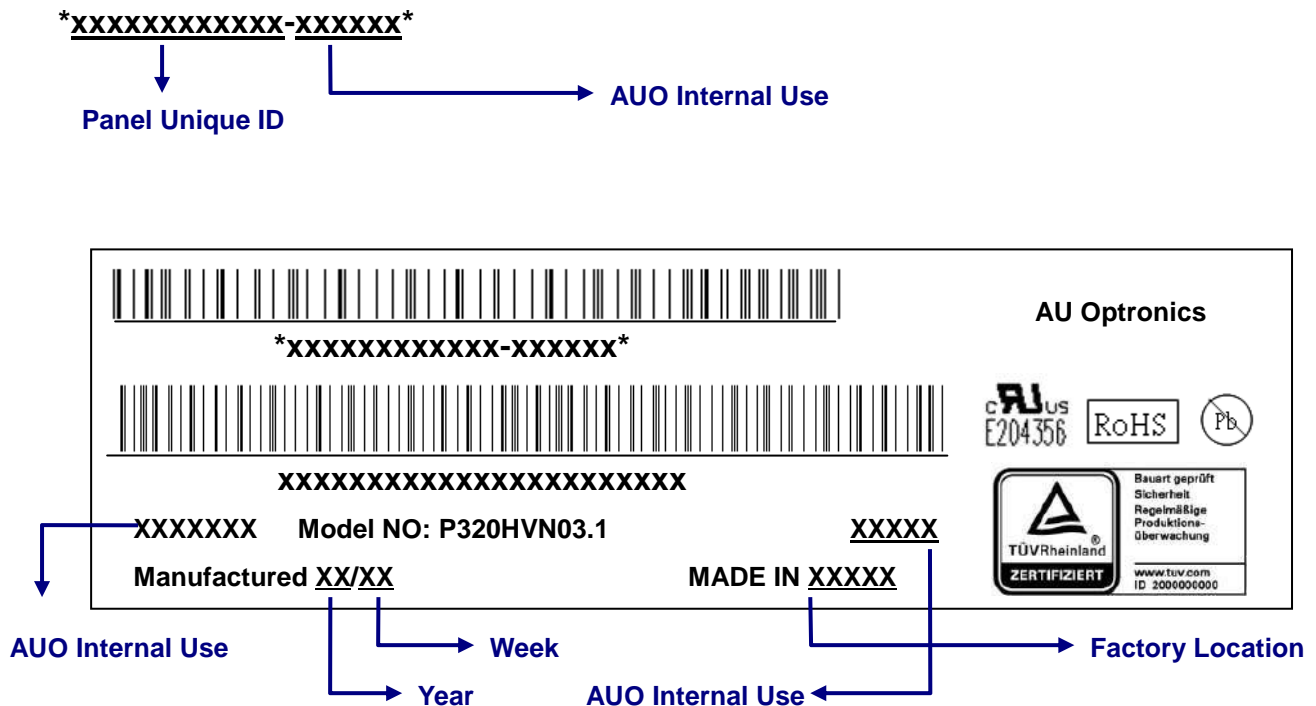 *xxxxxxxxxxxx-xxxxxx*
AUO Internal Use
Panel Unique ID
AU Optronics
*xxxxxxxxxxxx-xxxxxx*
c RU us
E204356
RoHS
Pb
xxxxxxxxxxxxxxxxxxxxxxx
Bauart geprüft
Sicherheit
Regelmäßige
Produktions-
überwachung
TÜVRheinland®
ZERTIFIZIERT
www.tuv.com
ID 2000000000
XXXXXXX Model NO: P320HVN03.1 XXXXX
Manufactured XX/XX MADE IN XXXXX
AUO Internal Use
Week
Factory Location
Year
AUO Internal Use